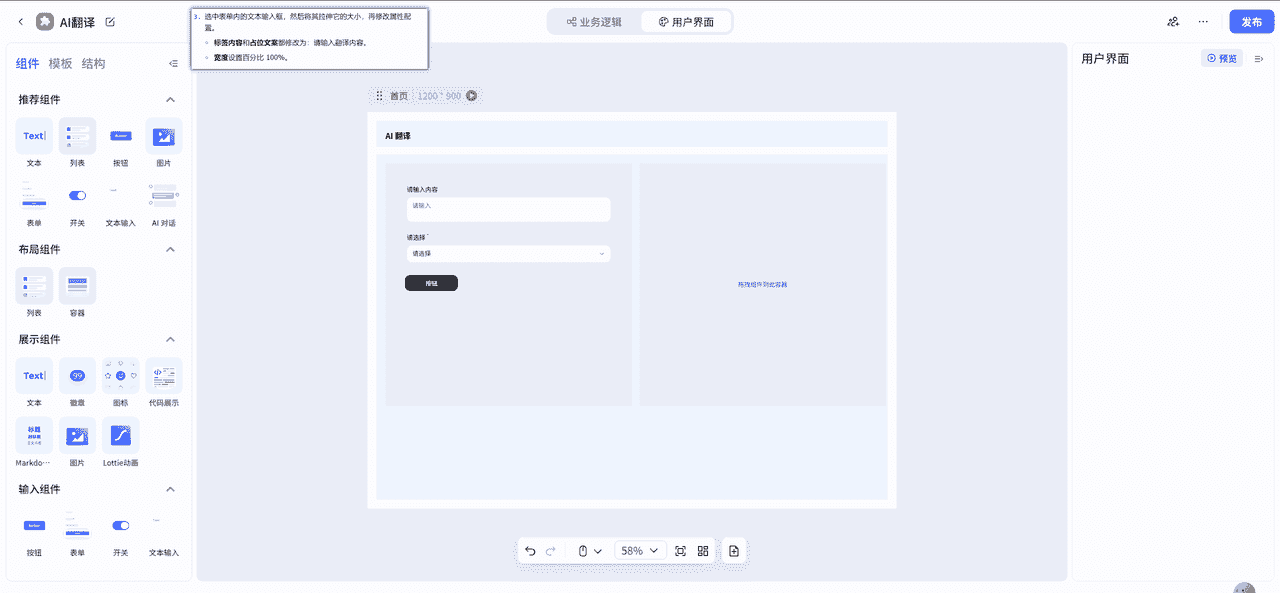 AI翻译
3. 选中表单内的文本输入框，然后将其拉伸它的大小，再修改属性配
置。
标签内容和占位文案都修改为：请输入翻译内容。
宽度设置百分比 100%。
业务逻辑
用户界面
发布
组件 模板 结构
用户界面
预览
推荐组件
首页 1200 * 900
Text
文本 列表 按钮 图片
AI 翻译
请输入内容
请输入
表单 开关 文本输入 AI 对话
请选择
请选择
按钮
拖拽组件到此容器
布局组件
列表 容器
展示组件
Text 99
文本 徽章 图标 代码展示
标题
Markdo… 图片 Lottie动画
输入组件
按钮 表单 开关 文本输入
58%